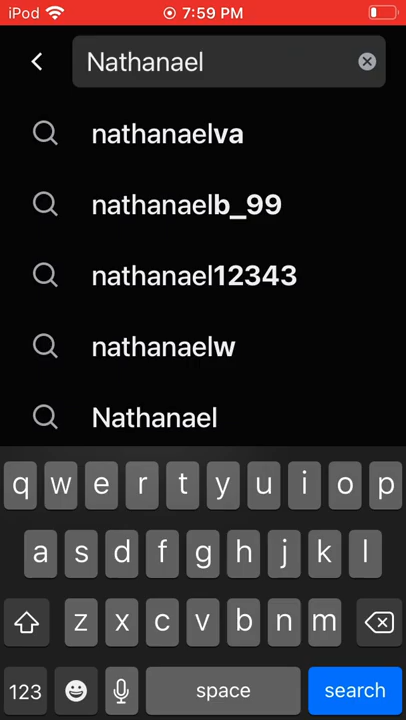 iPod 7:59 PM
Nathanael
nathanaelva
nathanaelb_99
nathanael12343
nathanaelw
Nathanael
q w e r t y u i o p
a s d f g h j k l
z x c v b n m
123 space search